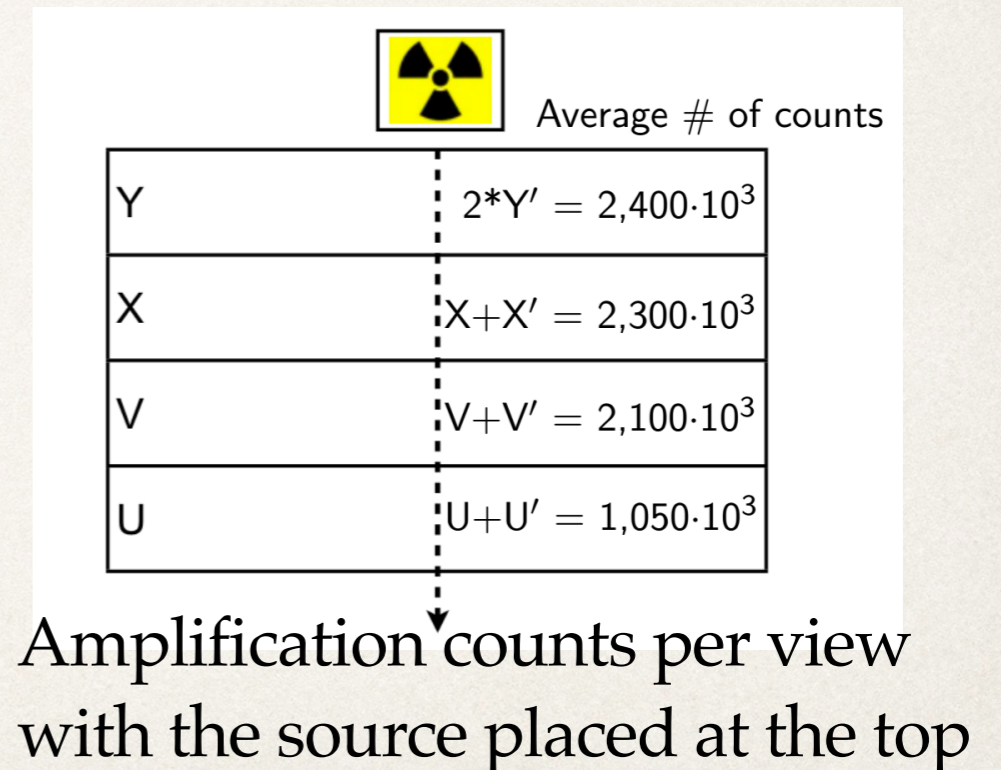 Average # of counts
Y 2*Y′ = 2,400·10³
X X+X′ = 2,300·10³
V V+V′ = 2,100·10³
U U+U′ = 1,050·10³
Amplification counts per view
with the source placed at the top